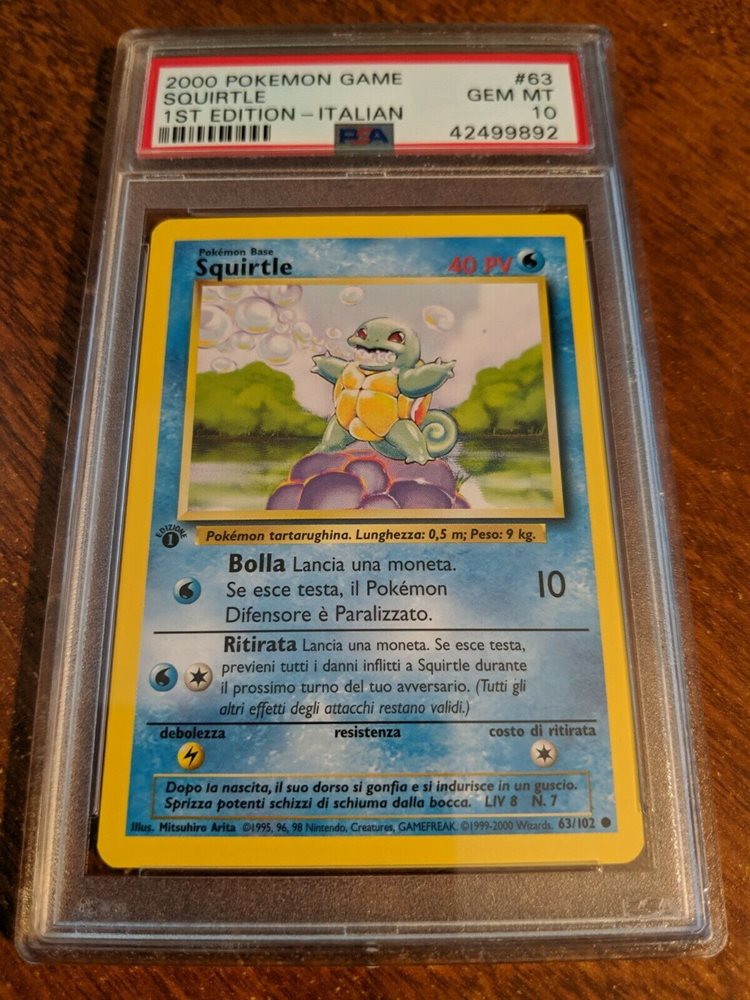 2000 POKEMON GAME #63
SQUIRTLE GEM MT
1ST EDITION – ITALIAN 10
PSA 42499892
Pokémon Base
Squirtle 40 PV
EDIZIONE
1
Pokémon tartarughina. Lunghezza: 0,5 m; Peso: 9 kg.
Bolla Lancia una moneta.
Se esce testa, il Pokémon 10
Difensore è Paralizzato.
Ritirata Lancia una moneta. Se esce testa,
previeni tutti i danni inflitti a Squirtle durante
il prossimo turno del tuo avversario. (Tutti gli
altri effetti degli attacchi restano validi.)
debolezza resistenza costo di ritirata
Dopo la nascita, il suo dorso si gonfia e si indurisce in un guscio.
Sprizza potenti schizzi di schiuma dalla bocca. LIV 8 N. 7
Illus. Mitsuhiro Arita ©1995, 96, 98 Nintendo, Creatures, GAMEFREAK. ©1999-2000 Wizards. 63/102 ●